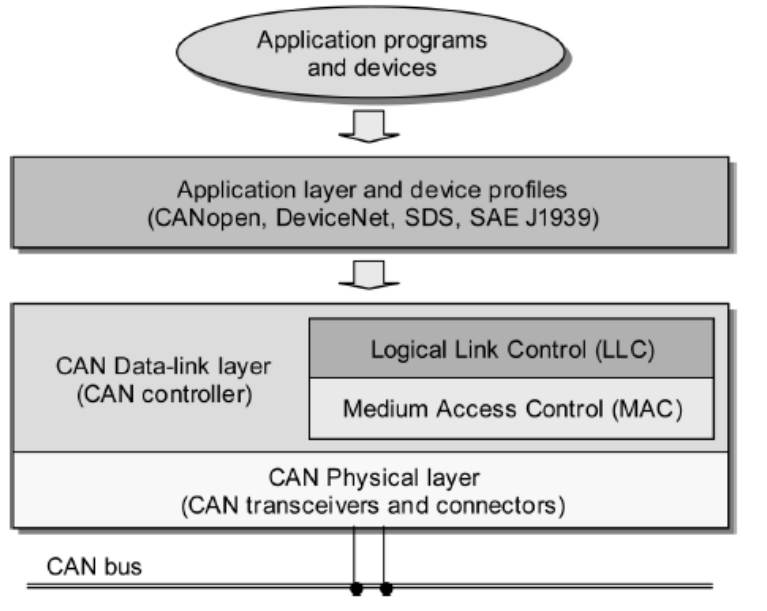 Application programs
and devices
Application layer and device profiles
(CANopen, DeviceNet, SDS, SAE J1939)
CAN Data-link layer
(CAN controller)
Logical Link Control (LLC)
Medium Access Control (MAC)
CAN Physical layer
(CAN transceivers and connectors)
CAN bus